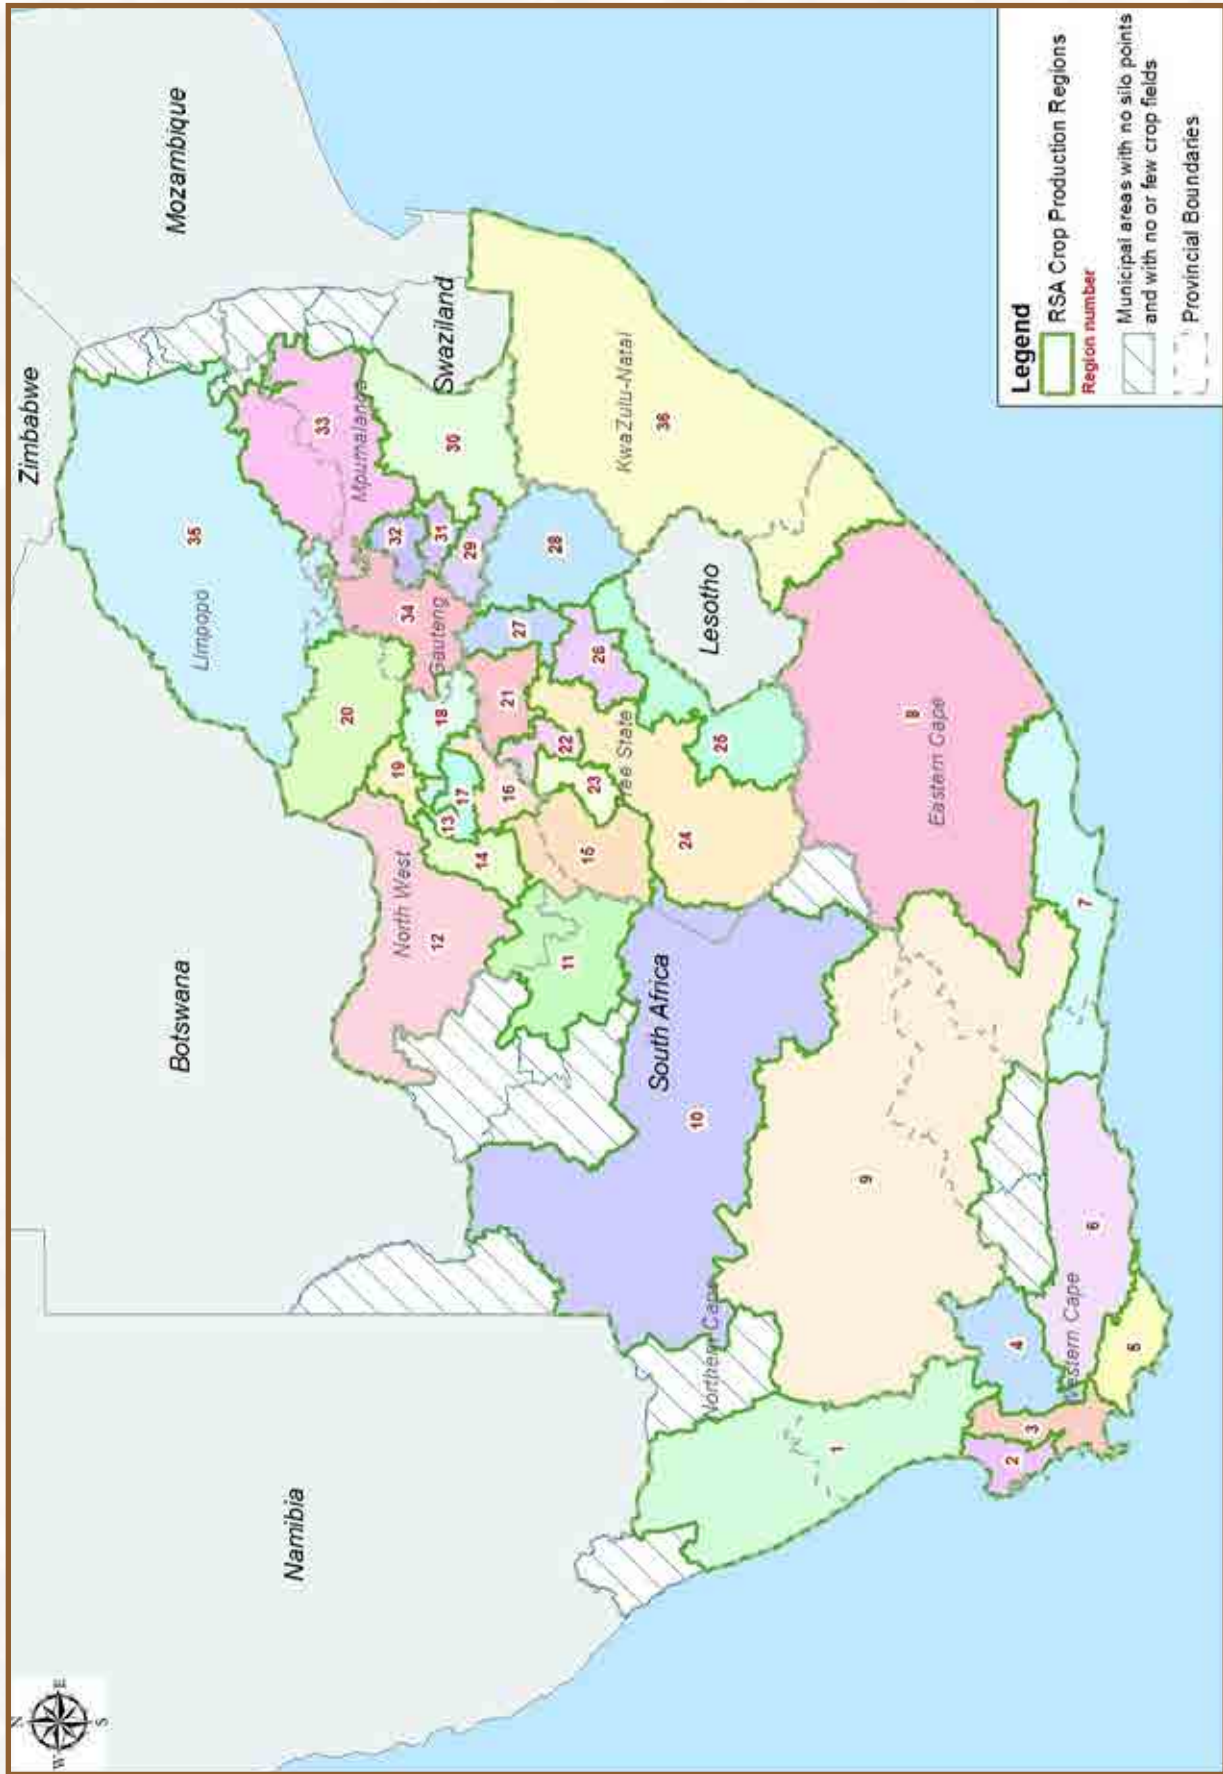 N
W
E
S
Zimbabwe
Mozambique
Botswana
Namibia
Swaziland
Lesotho
South Africa
Limpopo
Mpumalanga
Gauteng
North West
KwaZulu-Natal
Free State
Northern Cape
Eastern Cape
Western Cape
35
33
32
34
31
30
29
20
19
18
17
13
14
12
16
21
27
28
36
22
26
23
15
11
24
25
10
8
9
7
1
4
6
3
2
5
Legend
RSA Crop Production Regions
Region number
Municipal areas with no silo points
and with no or few crop fields
Provincial Boundaries